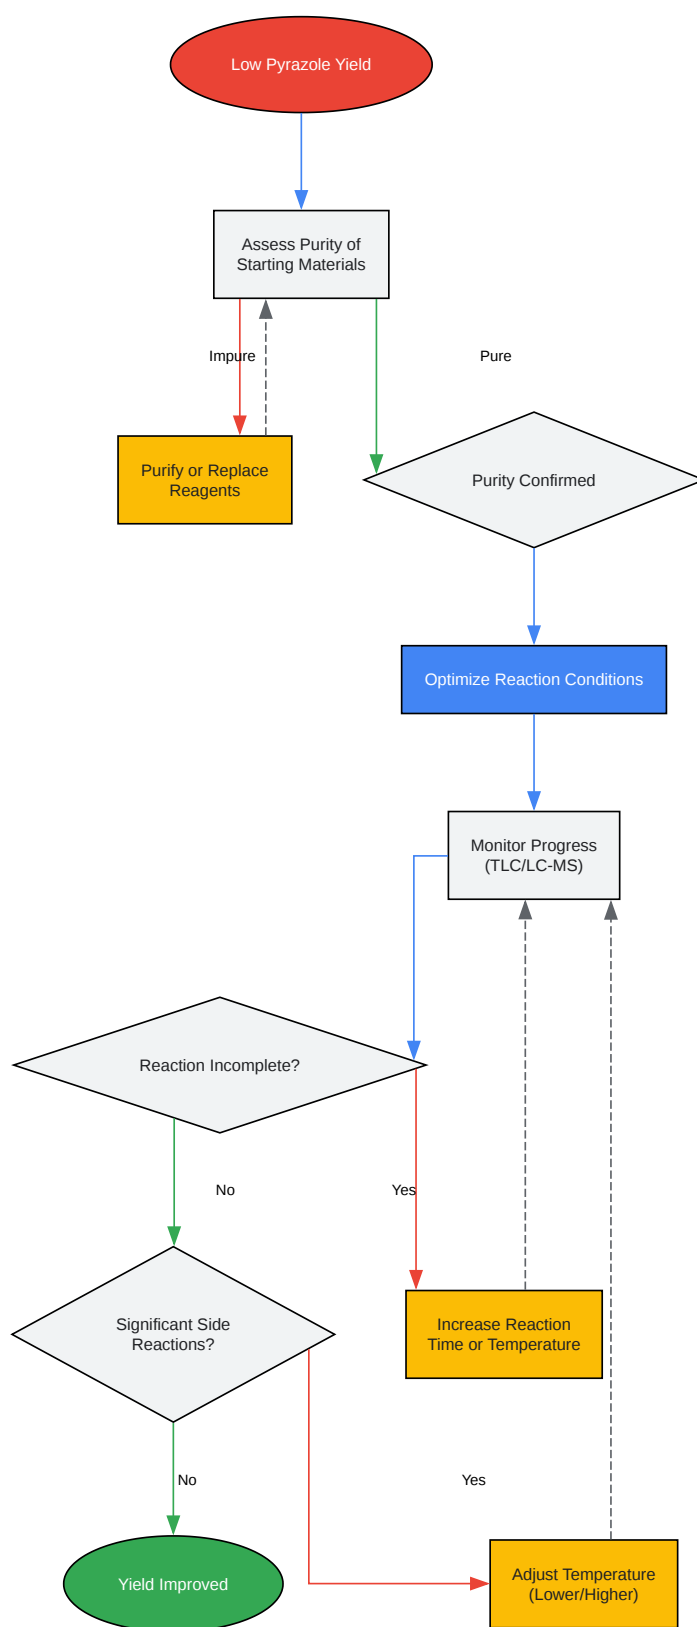 Low Pyrazole Yield
Assess Purity of
Starting Materials
Impure
Pure
Purify or Replace
Reagents
Purity Confirmed
Optimize Reaction Conditions
Monitor Progress
(TLC/LC-MS)
Reaction Incomplete?
No
Yes
Significant Side
Reactions?
Increase Reaction
Time or Temperature
No
Yes
Yield Improved
Adjust Temperature
(Lower/Higher)